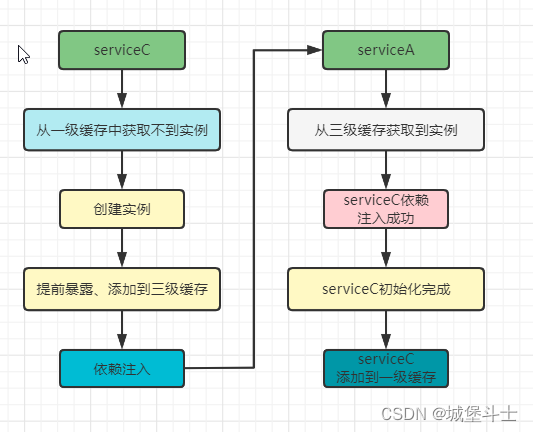 serviceC
从一级缓存中获取不到实例
创建实例
提前暴露、添加到三级缓存
依赖注入
serviceA
从三级缓存获取到实例
serviceC依赖
注入成功
serviceC初始化完成
serviceC
添加到一级缓存
CSDN @城堡斗士